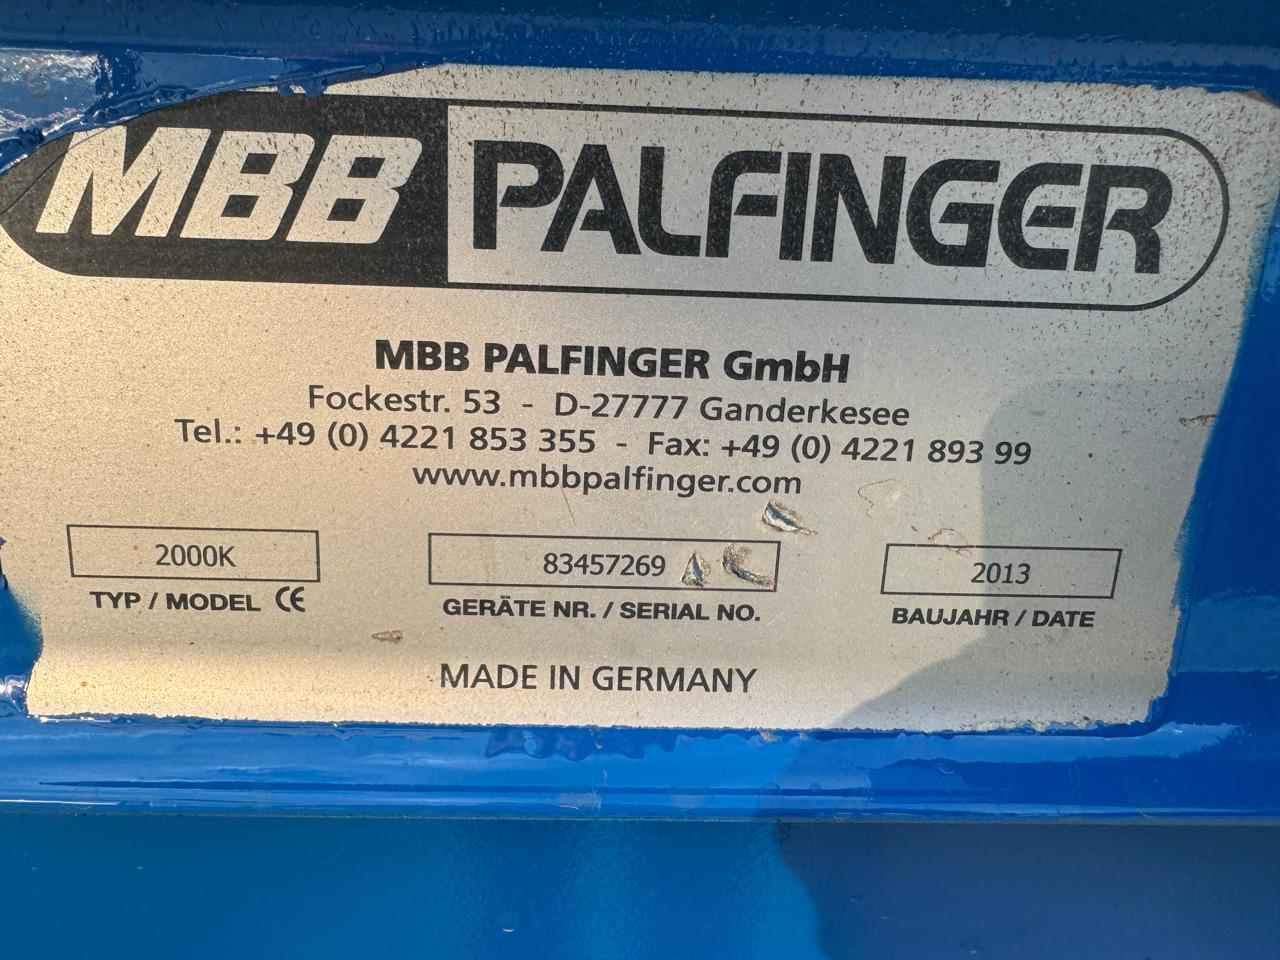 MBB PALFINGER
MBB PALFINGER GmbH
Fockestr. 53 - D-27777 Ganderkesee
Tel.: +49 (0) 4221 853 355 - Fax: +49 (0) 4221 893 99
www.mbbpalfinger.com
2000K 83457269 2013
TYP / MODEL CE GERÄTE NR. / SERIAL NO. BAUJAHR / DATE
MADE IN GERMANY